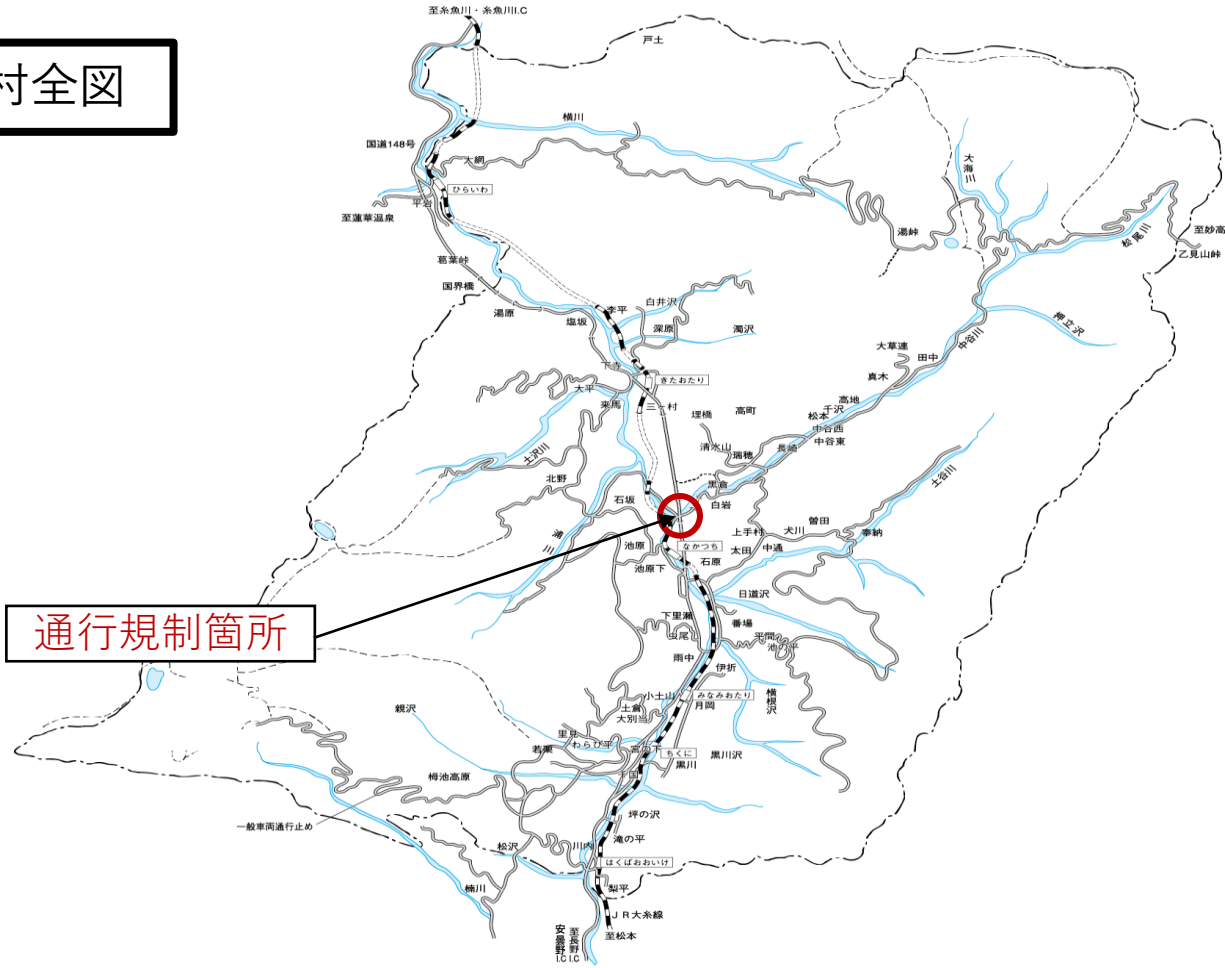 至糸魚川・糸魚川I.C
戸土
村全図
横川
国道148号
大網
大海川
ひらいわ
平岩
至蓮華温泉
湯峠
松尾川
至妙高
乙見山峠
葛葉峠
国界橋
湯原
塩坂
李平
白井沢
深原
濁沢
押立沢
中谷川
大草連
田中
真木
下寺
きたおたり
大平
来馬
三ヶ村
埋橋
高町
高地
千沢
松本
中谷西
中谷東
清水山
瑞穂
長崎
土沢川
北野
石坂
黒倉
白岩
土谷川
浦川
上手村
犬川
曽田
奉納
池原
なかつち
太田
中通
池原下
石原
日道沢
通行規制箇所
下里瀬
番場
虫尾
平間
池の平
雨中
伊折
小土山
みなみおたり
月岡
横根沢
親沢
土倉
大別当
里見
わらび平
若栗
宮の下
ちくに
黒川
黒川沢
栂池高原
一般車両通行止め
坪の沢
滝の平
松沢
川内
はくばおおいけ
楠川
梨平
JR大糸線
至松本
安曇野I.C
至長野I.C